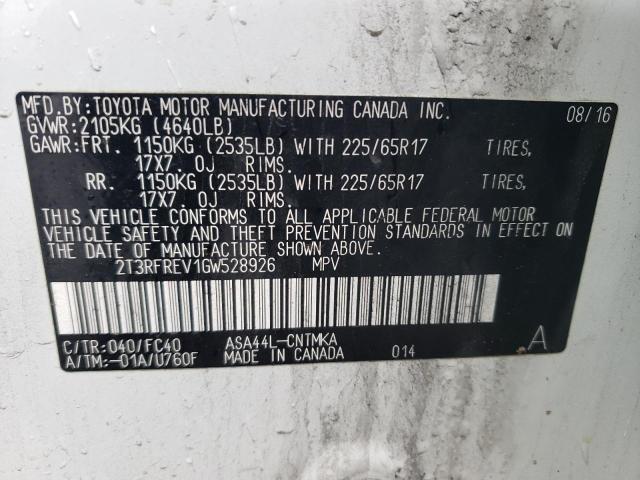 MFD.BY:TOYOTA MOTOR MANUFACTURING CANADA INC. 08/16
GVWR:2105KG (4640LB)
GAWR:FRT. 1150KG (2535LB) WITH 225/65R17 TIRES,
17X7.0J RIMS.
RR. 1150KG (2535LB) WITH 225/65R17 TIRES,
17X7.0J RIMS.
THIS VEHICLE CONFORMS TO ALL APPLICABLE FEDERAL MOTOR
VEHICLE SAFETY AND THEFT PREVENTION STANDARDS IN EFFECT ON
THE DATE OF MANUFACTURE SHOWN ABOVE.
2T3RFREV1GW528926 MPV
C/TR:040/FC40 ASA44L-CNTMKA A
A/TM:-01A/U760F MADE IN CANADA 014